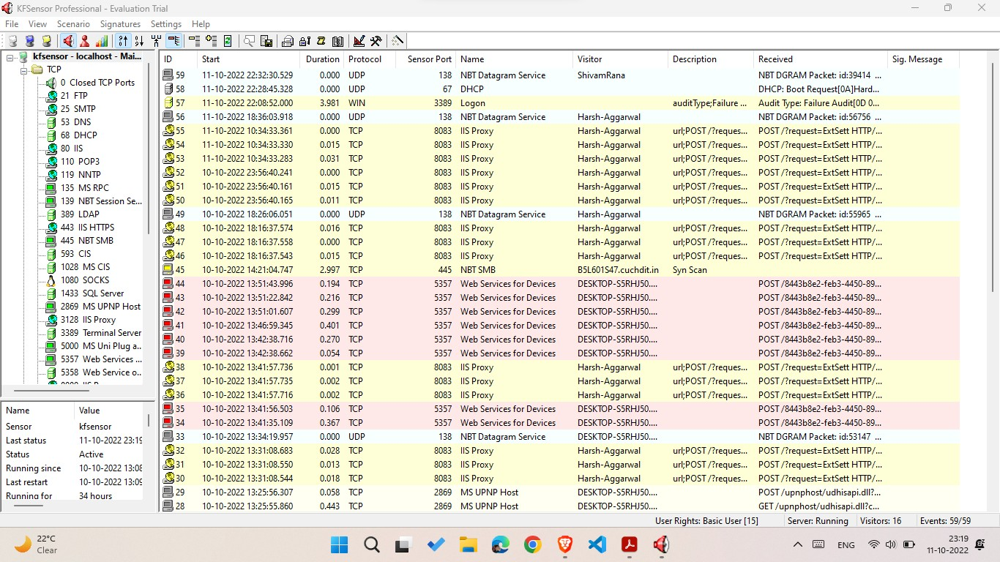 KFSensor Professional - Evaluation Trial
File View Scenario Signatures Settings Help
kfsensor - localhost - Mai...
TCP
0 Closed TCP Ports
21 FTP
25 SMTP
53 DNS
68 DHCP
80 IIS
110 POP3
119 NNTP
135 MS RPC
139 NBT Session Se...
389 LDAP
443 IIS HTTPS
445 NBT SMB
593 CIS
1028 MS CIS
1080 SOCKS
1433 SQL Server
2869 MS UPNP Host
3128 IIS Proxy
3389 Terminal Server
5000 MS Uni Plug a...
5357 Web Services ...
5358 Web Service o...
Name Value
Sensor kfsensor
Last status 11-10-2022 23:19
Status Active
Running since 10-10-2022 13:08
Last restart 10-10-2022 13:09
Running for 34 hours
ID Start Duration Protocol Sensor Port Name Visitor Description Received Sig. Message
59 11-10-2022 22:32:30.529 0.000 UDP 138 NBT Datagram Service ShivamRana NBT DGRAM Packet: id:39414 ...
58 11-10-2022 22:28:45.328 0.000 UDP 67 DHCP DHCP: Boot Request[0A]Hard...
57 11-10-2022 22:08:52.000 3.981 WIN 3389 Logon auditType;Failure ... Audit Type: Failure Audit[0D 0...
56 11-10-2022 18:36:03.918 0.000 UDP 138 NBT Datagram Service Harsh-Aggarwal NBT DGRAM Packet: id:56756 ...
55 11-10-2022 10:34:33.361 0.000 TCP 8083 IIS Proxy Harsh-Aggarwal url;POST /?reques... POST /?request=ExtSett HTTP/...
54 11-10-2022 10:34:33.330 0.015 TCP 8083 IIS Proxy Harsh-Aggarwal url;POST /?reques... POST /?request=ExtSett HTTP/...
53 11-10-2022 10:34:33.283 0.031 TCP 8083 IIS Proxy Harsh-Aggarwal url;POST /?reques... POST /?request=ExtSett HTTP/...
52 10-10-2022 23:56:40.241 0.000 TCP 8083 IIS Proxy Harsh-Aggarwal url;POST /?reques... POST /?request=ExtSett HTTP/...
51 10-10-2022 23:56:40.161 0.015 TCP 8083 IIS Proxy Harsh-Aggarwal url;POST /?reques... POST /?request=ExtSett HTTP/...
50 10-10-2022 23:56:40.165 0.011 TCP 8083 IIS Proxy Harsh-Aggarwal url;POST /?reques... POST /?request=ExtSett HTTP/...
49 10-10-2022 18:26:06.051 0.000 UDP 138 NBT Datagram Service Harsh-Aggarwal NBT DGRAM Packet: id:55965 ...
48 10-10-2022 18:16:37.574 0.016 TCP 8083 IIS Proxy Harsh-Aggarwal url;POST /?reques... POST /?request=ExtSett HTTP/...
47 10-10-2022 18:16:37.558 0.000 TCP 8083 IIS Proxy Harsh-Aggarwal url;POST /?reques... POST /?request=ExtSett HTTP/...
46 10-10-2022 18:16:37.543 0.015 TCP 8083 IIS Proxy Harsh-Aggarwal url;POST /?reques... POST /?request=ExtSett HTTP/...
45 10-10-2022 14:21:04.747 2.997 TCP 445 NBT SMB B5L601S47.cuchdit.in Syn Scan
44 10-10-2022 13:51:43.996 0.194 TCP 5357 Web Services for Devices DESKTOP-S5RHJ50.... POST /8443b8e2-feb3-4450-89...
43 10-10-2022 13:51:22.842 0.216 TCP 5357 Web Services for Devices DESKTOP-S5RHJ50.... POST /8443b8e2-feb3-4450-89...
42 10-10-2022 13:51:01.607 0.299 TCP 5357 Web Services for Devices DESKTOP-S5RHJ50.... POST /8443b8e2-feb3-4450-89...
41 10-10-2022 13:46:59.345 0.401 TCP 5357 Web Services for Devices DESKTOP-S5RHJ50.... POST /8443b8e2-feb3-4450-89...
40 10-10-2022 13:42:38.716 0.270 TCP 5357 Web Services for Devices DESKTOP-S5RHJ50.... POST /8443b8e2-feb3-4450-89...
39 10-10-2022 13:42:38.662 0.054 TCP 5357 Web Services for Devices DESKTOP-S5RHJ50.... POST /8443b8e2-feb3-4450-89...
38 10-10-2022 13:41:57.736 0.001 TCP 8083 IIS Proxy Harsh-Aggarwal url;POST /?reques... POST /?request=ExtSett HTTP/...
37 10-10-2022 13:41:57.735 0.002 TCP 8083 IIS Proxy Harsh-Aggarwal url;POST /?reques... POST /?request=ExtSett HTTP/...
36 10-10-2022 13:41:57.716 0.002 TCP 8083 IIS Proxy Harsh-Aggarwal url;POST /?reques... POST /?request=ExtSett HTTP/...
35 10-10-2022 13:41:56.503 0.106 TCP 5357 Web Services for Devices DESKTOP-S5RHJ50.... POST /8443b8e2-feb3-4450-89...
34 10-10-2022 13:41:35.109 0.367 TCP 5357 Web Services for Devices DESKTOP-S5RHJ50.... POST /8443b8e2-feb3-4450-89...
33 10-10-2022 13:34:19.957 0.000 UDP 138 NBT Datagram Service DESKTOP-S5RHJ50.... NBT DGRAM Packet: id:53147 ...
32 10-10-2022 13:31:08.683 0.028 TCP 8083 IIS Proxy Harsh-Aggarwal url;POST /?reques... POST /?request=ExtSett HTTP/...
31 10-10-2022 13:31:08.550 0.013 TCP 8083 IIS Proxy Harsh-Aggarwal url;POST /?reques... POST /?request=ExtSett HTTP/...
30 10-10-2022 13:31:08.544 0.018 TCP 8083 IIS Proxy Harsh-Aggarwal url;POST /?reques... POST /?request=ExtSett HTTP/...
29 10-10-2022 13:25:56.307 0.058 TCP 2869 MS UPNP Host DESKTOP-S5RHJ50.... POST /upnphost/udhisapi.dll?...
28 10-10-2022 13:25:55.860 0.443 TCP 2869 MS UPNP Host DESKTOP-S5RHJ50.... GET /upnphost/udhisapi.dll?c...
User Rights: Basic User [15] Server: Running Visitors: 16 Events: 59/59
22°C
Clear
ENG
23:19
11-10-2022